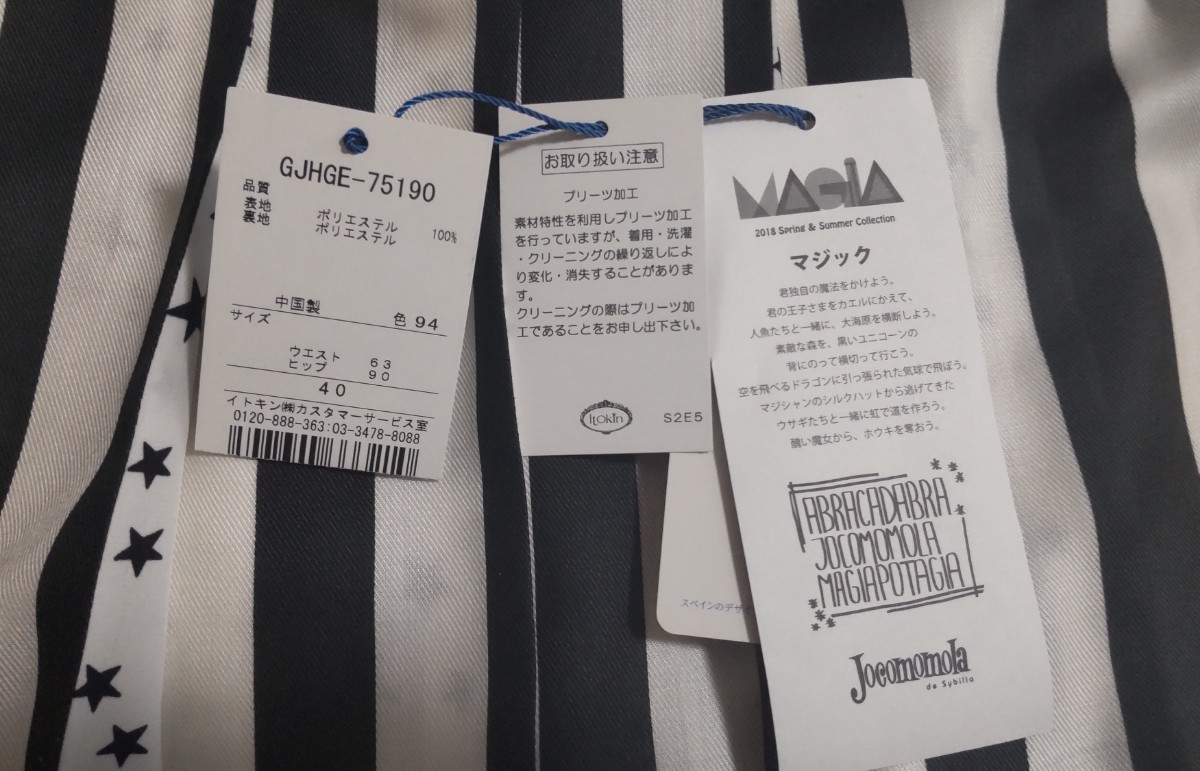 GJHGE-75190
品質
表地 ポリエステル 100%
裏地 ポリエステル
中国製 色 94
サイズ
ウエスト 63
ヒップ 90
40
イトキン㈱カスタマーサービス室
0120-888-363:03-3478-8088
お取り扱い注意
プリーツ加工
素材特性を利用しプリーツ加工
を行っていますが、着用・洗濯
・クリーニングの繰り返しによ
り変化・消失することがありま
す。
クリーニングの際はプリーツ加
工であることをお申し出下さい。
Itokin
S2E5
MAGIA
2018 Spring & Summer Collection
マジック
君独自の魔法をかけよう。
君の王子さまをカエルにかえて、
人魚たちと一緒に、大海原を横断しよう。
素敵な森を、黒いユニコーンの
背にのって横切って行こう。
空を飛べるドラゴンに引っ張られた気球で飛ぼう。
マジシャンのシルクハットから逃げてきた
ウサギたちと一緒に虹で道を作ろう。
醜い魔女から、ホウキを奪おう。
ABRACADABRA
JOCOMOMOLA
MAGIAPOTAGIA
Jocomomola
de Sybilla
スペインのデザイ